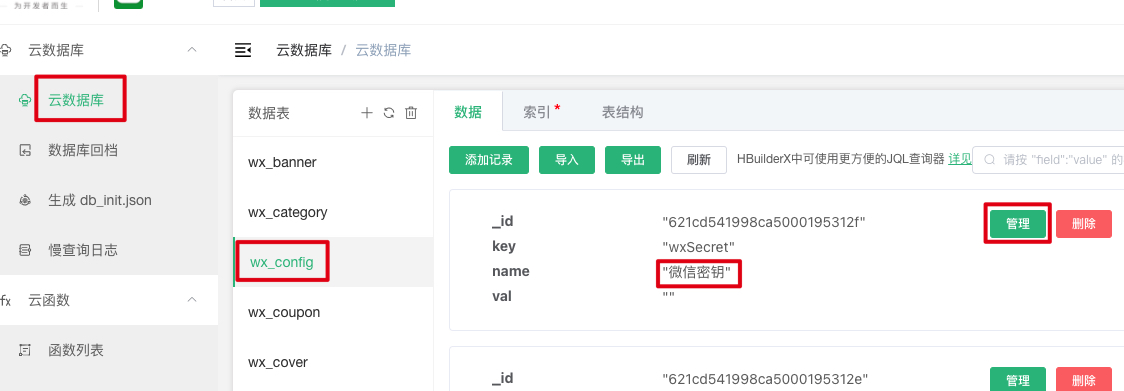 为开发者而生
云数据库
云数据库 / 云数据库
云数据库
数据库回档
生成 db_init.json
慢查询日志
fx 云函数
函数列表
数据表
wx_banner
wx_category
wx_config
wx_coupon
wx_cover
数据 索引 * 表结构
添加记录 导入 导出 刷新 HBuilderX中可使用更方便的JQL查询器 详见 请按 "field":"value" 的
_id "621cd541998ca5000195312f" 管理 删除
key "wxSecret"
name "微信密钥"
val ""
_id "621cd541998ca5000195312e" 管理 删除